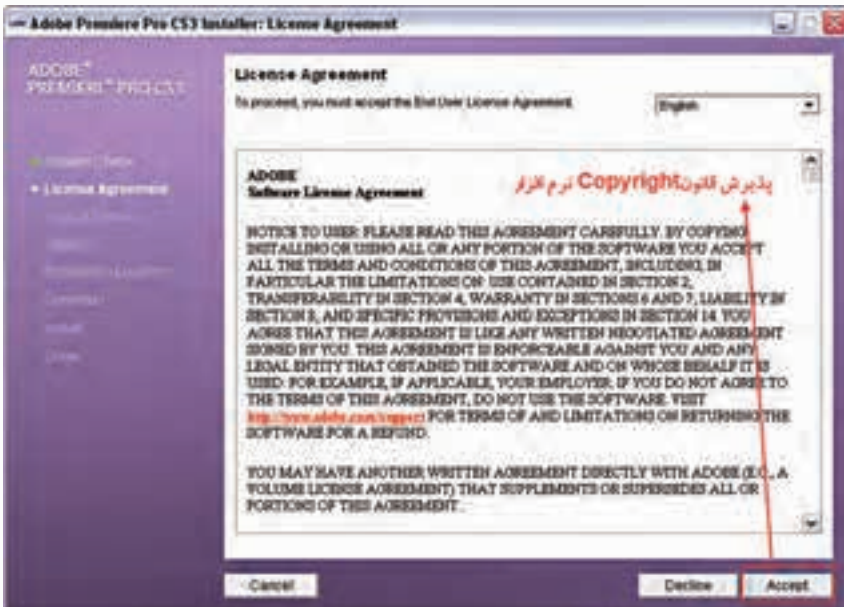 Adobe Premiere Pro CS3 Installer: License Agreement
ADOBE®
PREMIERE® PRO CS3
License Agreement
License Agreement
To proceed, you must accept the End User License Agreement.
English
ADOBE
Software License Agreement
پذیرش قانون Copyright نرم افزار
NOTICE TO USER: PLEASE READ THIS AGREEMENT CAREFULLY. BY COPYING,
INSTALLING OR USING ALL OR ANY PORTION OF THE SOFTWARE YOU ACCEPT
ALL THE TERMS AND CONDITIONS OF THIS AGREEMENT, INCLUDING, IN
PARTICULAR THE LIMITATIONS ON: USE CONTAINED IN SECTION 2,
TRANSFERABILITY IN SECTION 4, WARRANTY IN SECTIONS 6 AND 7, LIABILITY IN
SECTION 8, AND SPECIFIC PROVISIONS AND EXCEPTIONS IN SECTION 14. YOU
AGREE THAT THIS AGREEMENT IS LIKE ANY WRITTEN NEGOTIATED AGREEMENT
SIGNED BY YOU. THIS AGREEMENT IS ENFORCEABLE AGAINST YOU AND ANY
LEGAL ENTITY THAT OBTAINED THE SOFTWARE AND ON WHOSE BEHALF IT IS
USED: FOR EXAMPLE, IF APPLICABLE, YOUR EMPLOYER. IF YOU DO NOT AGREE TO
THE TERMS OF THIS AGREEMENT, DO NOT USE THE SOFTWARE. VISIT
http://www.adobe.com/support FOR TERMS OF AND LIMITATIONS ON RETURNING THE
SOFTWARE FOR A REFUND.
YOU MAY HAVE ANOTHER WRITTEN AGREEMENT DIRECTLY WITH ADOBE (E.G., A
VOLUME LICENSE AGREEMENT) THAT SUPPLEMENTS OR SUPERSEDES ALL OR
PORTIONS OF THIS AGREEMENT.
Cancel
Decline
Accept